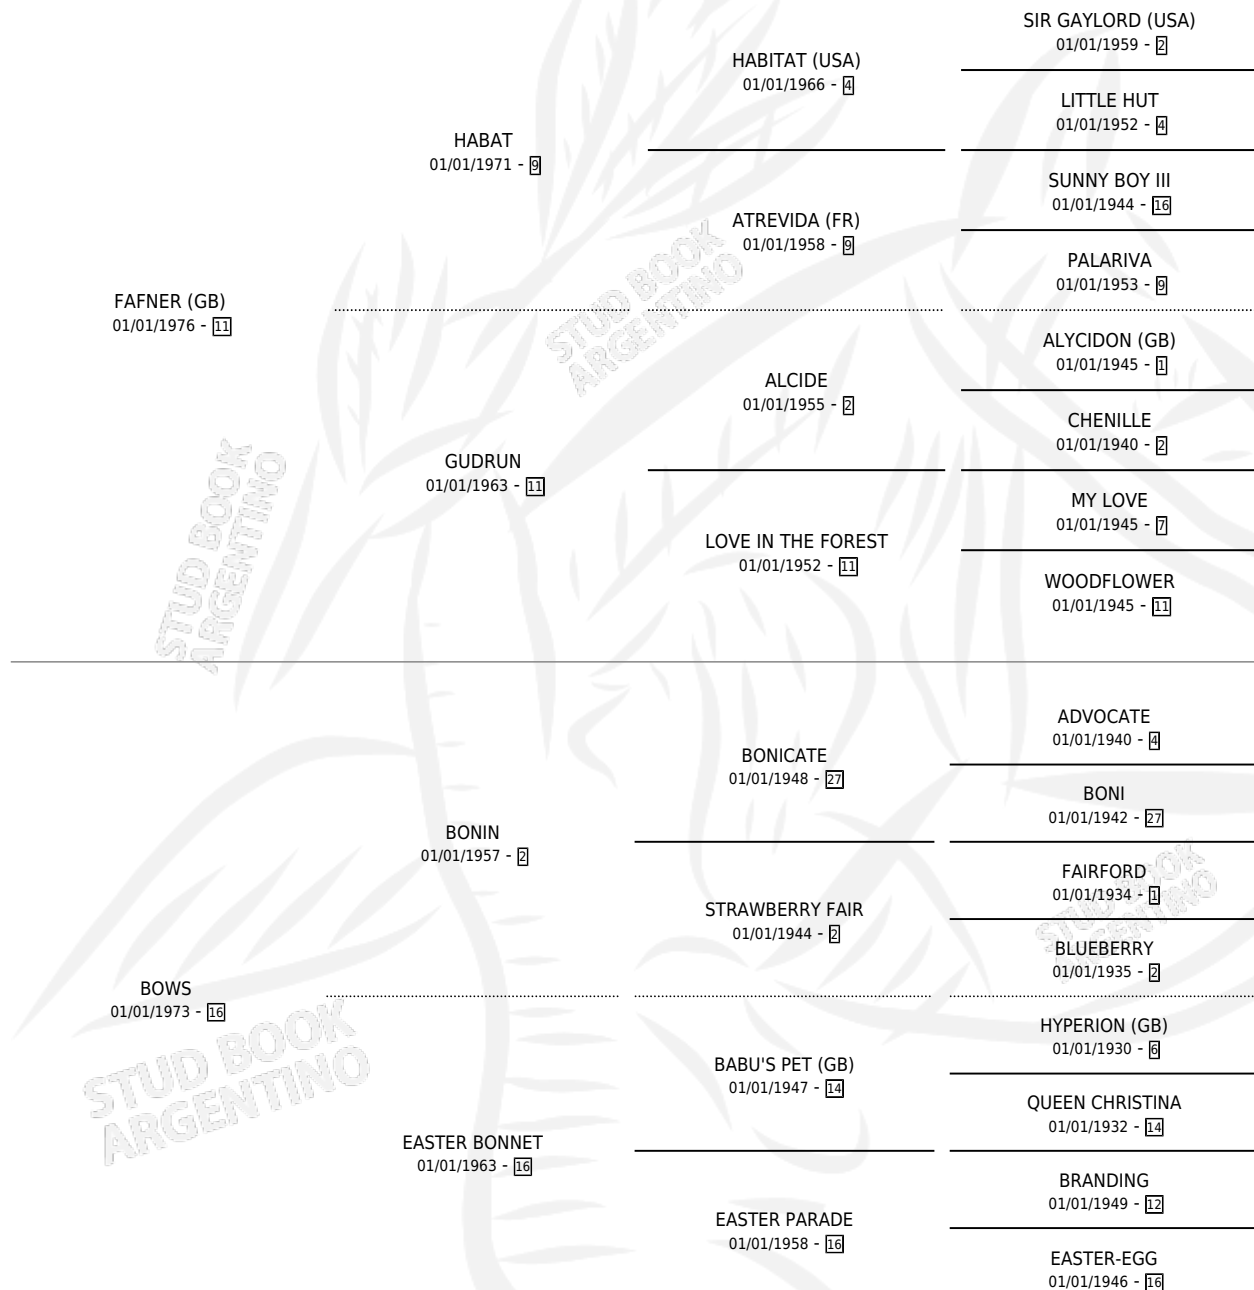 SIR GAYLORD (USA)
01/01/1959 - 2
HABITAT (USA)
01/01/1966 - 4
LITTLE HUT
01/01/1952 - 4
HABAT
01/01/1971 - 9
SUNNY BOY III
01/01/1944 - 16
ATREVIDA (FR)
01/01/1958 - 9
PALARIVA
01/01/1953 - 9
FAFNER (GB)
01/01/1976 - 11
STUD BOOK
ARGENTINO
ALYCIDON (GB)
01/01/1945 - 1
ALCIDE
01/01/1955 - 2
CHENILLE
01/01/1940 - 2
GUDRUN
01/01/1963 - 11
MY LOVE
01/01/1945 - 7
LOVE IN THE FOREST
01/01/1952 - 11
WOODFLOWER
01/01/1945 - 11
STUD BOOK
ARGENTINO
ADVOCATE
01/01/1940 - 4
BONICATE
01/01/1948 - 27
BONI
01/01/1942 - 27
BONIN
01/01/1957 - 2
FAIRFORD
01/01/1934 - 1
STRAWBERRY FAIR
01/01/1944 - 2
BLUEBERRY
01/01/1935 - 2
STUD BOOK
ARGENTINO
BOWS
01/01/1973 - 16
HYPERION (GB)
01/01/1930 - 6
BABU'S PET (GB)
01/01/1947 - 14
QUEEN CHRISTINA
01/01/1932 - 14
STUD BOOK
ARGENTINO
EASTER BONNET
01/01/1963 - 16
BRANDING
01/01/1949 - 12
EASTER PARADE
01/01/1958 - 16
EASTER-EGG
01/01/1946 - 16